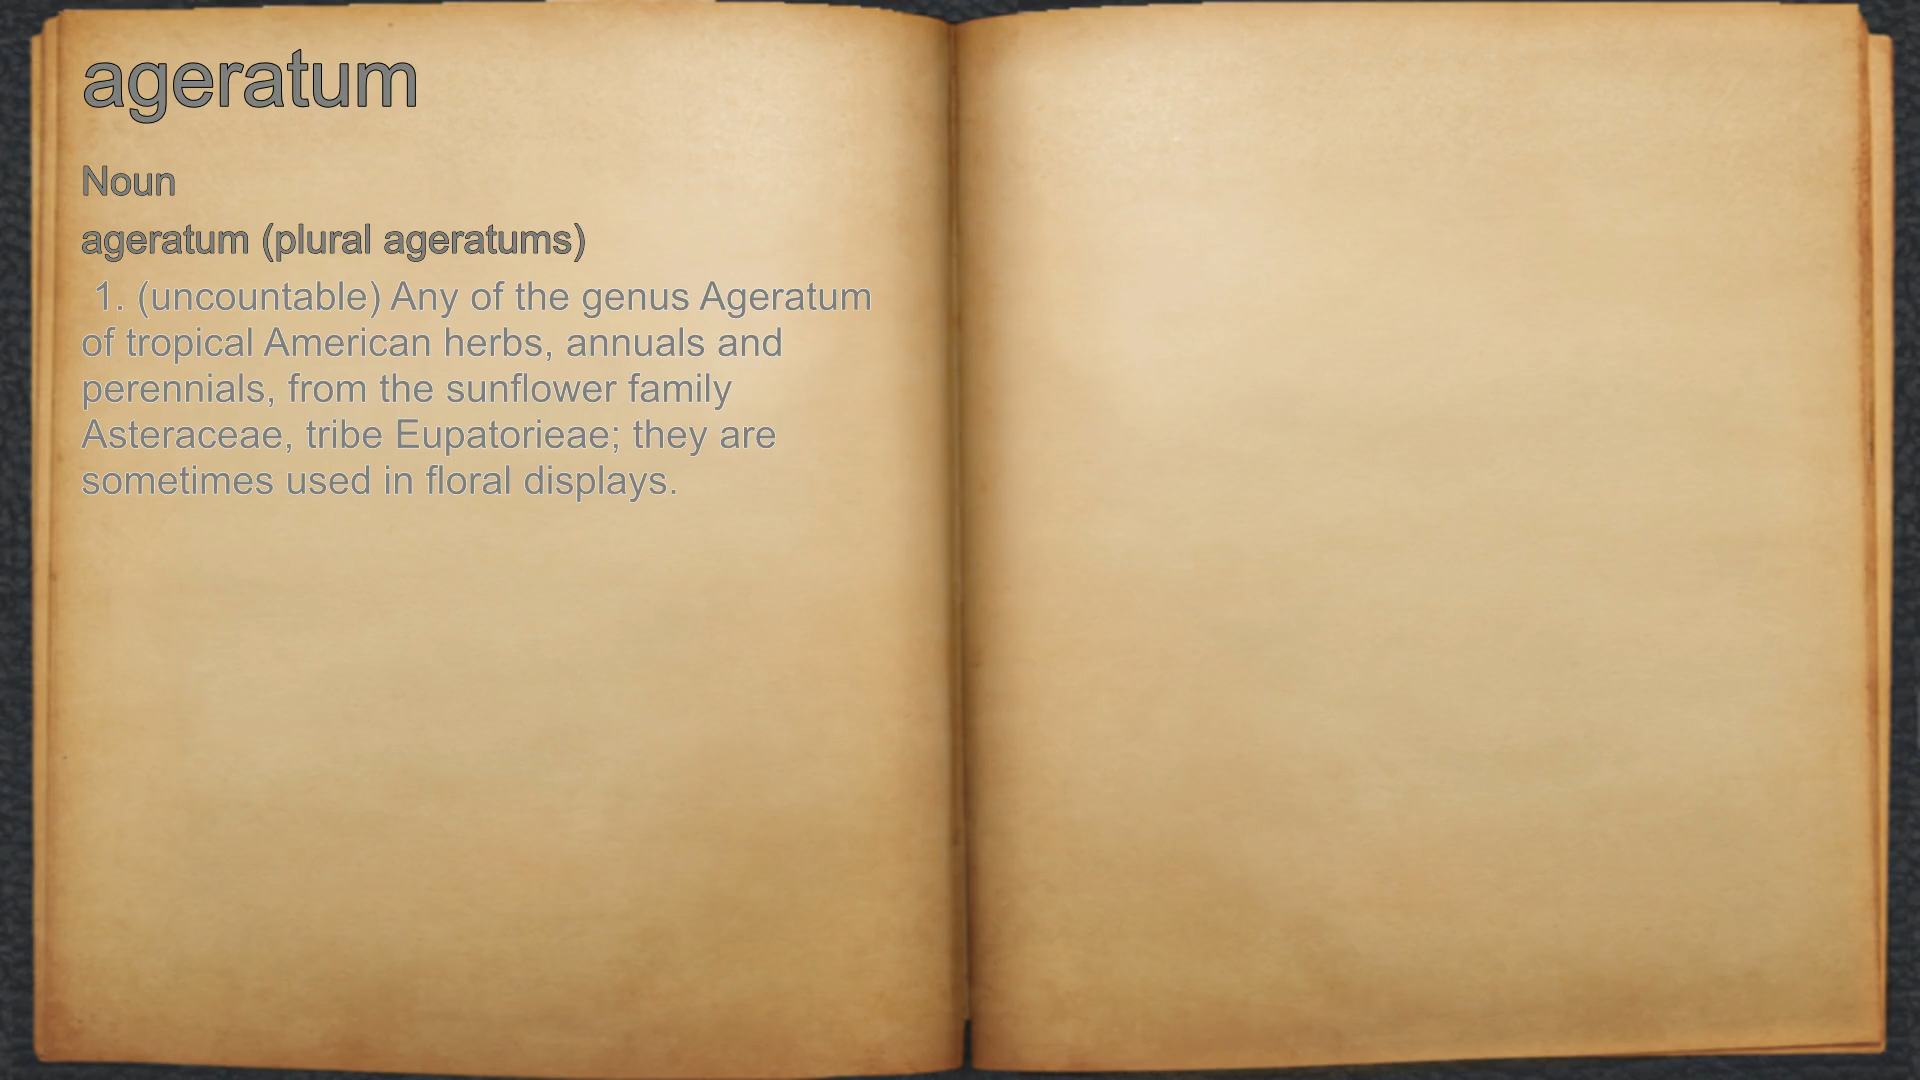 ageratum
Noun
ageratum (plural ageratums)
1. (uncountable) Any of the genus Ageratum
of tropical American herbs, annuals and
perennials, from the sunflower family
Asteraceae, tribe Eupatorieae; they are
sometimes used in floral displays.